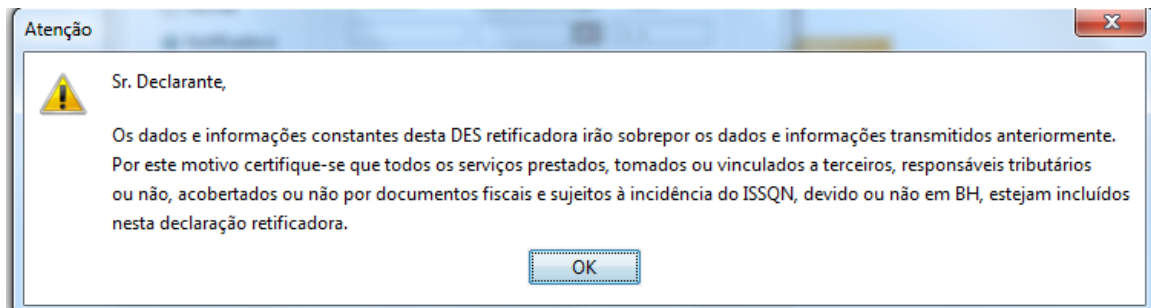 Atenção
Sr. Declarante,
Os dados e informações constantes desta DES retificadora irão sobrepor os dados e informações transmitidos anteriormente.
Por este motivo certifique-se que todos os serviços prestados, tomados ou vinculados a terceiros, responsáveis tributários
ou não, acobertados ou não por documentos fiscais e sujeitos à incidência do ISSQN, devido ou não em BH, estejam incluídos
nesta declaração retificadora.
OK